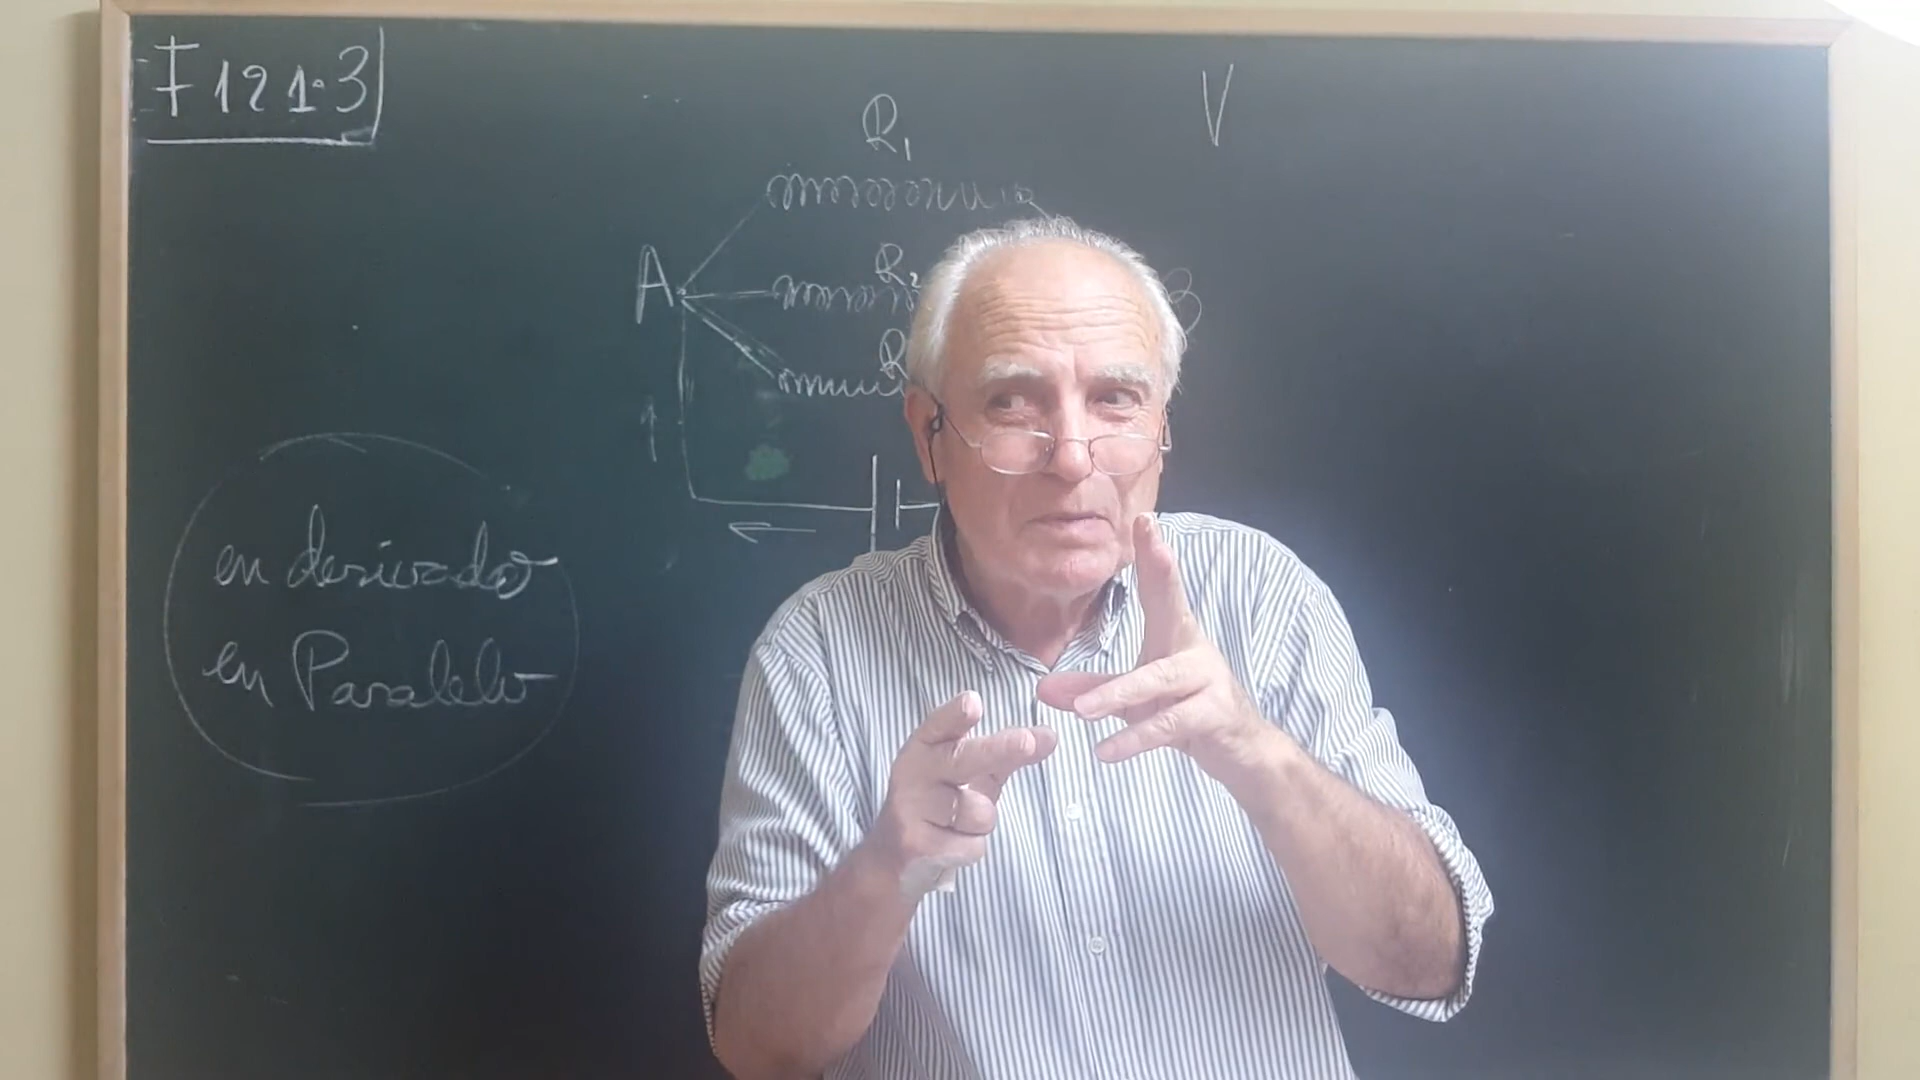 F 121.3
V
R1
A
R2
B
R
en derivado
en Paralelo